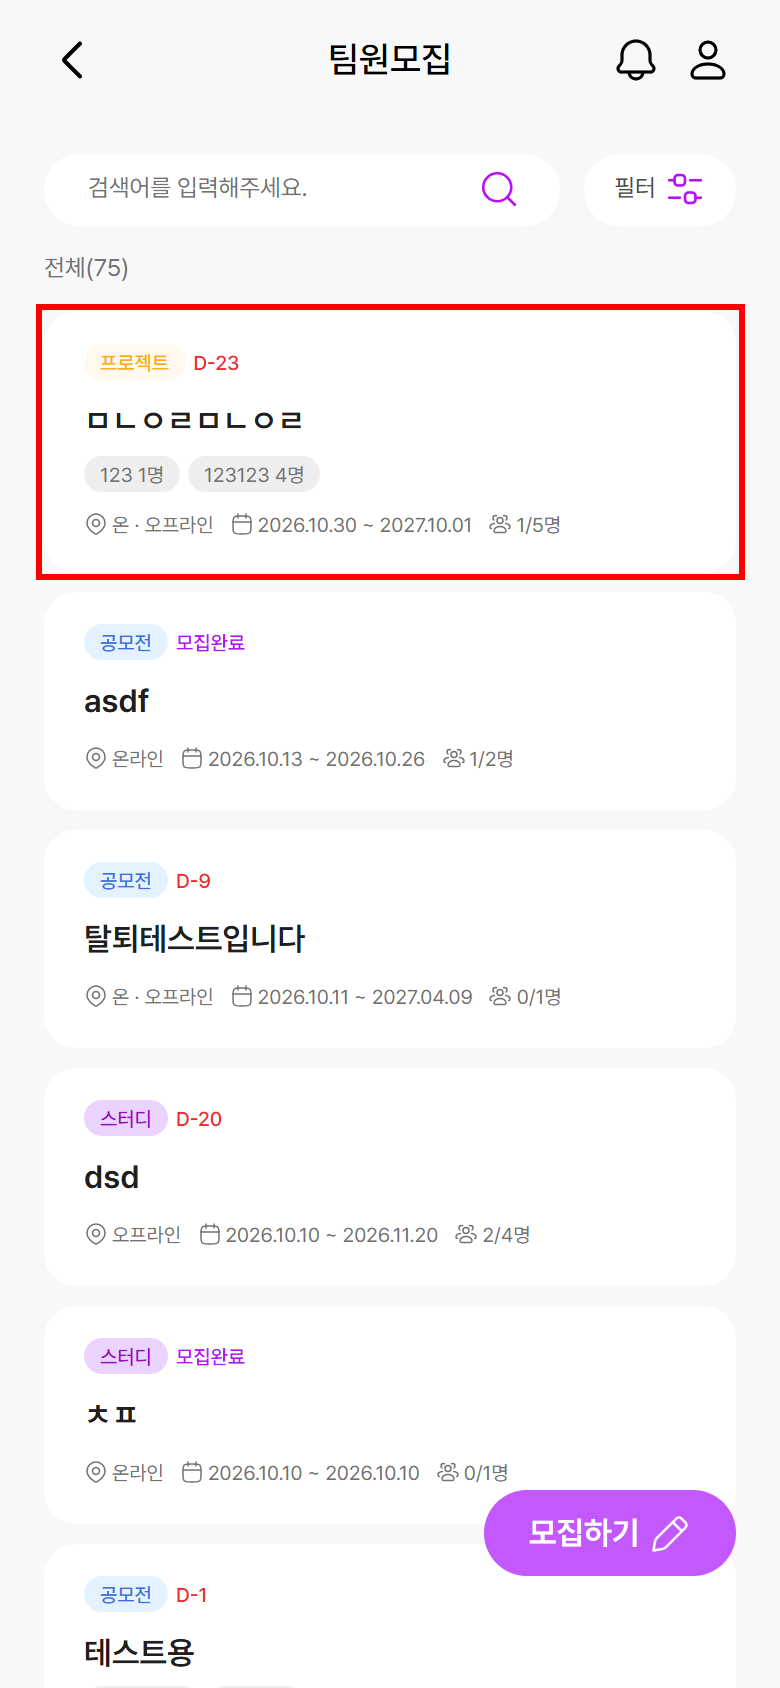 팀원모집
검색어를 입력해주세요.
필터
전체(75)
프로젝트 D-23
ㅁㄴㅇㄹㅁㄴㅇㄹ
123 1명 123123 4명
온 · 오프라인 2026.10.30 ~ 2027.10.01 1/5명
공모전 모집완료
asdf
온라인 2026.10.13 ~ 2026.10.26 1/2명
공모전 D-9
탈퇴테스트입니다
온 · 오프라인 2026.10.11 ~ 2027.04.09 0/1명
스터디 D-20
dsd
오프라인 2026.10.10 ~ 2026.11.20 2/4명
스터디 모집완료
ㅊㅍ
온라인 2026.10.10 ~ 2026.10.10 0/1명
모집하기
공모전 D-1
테스트용